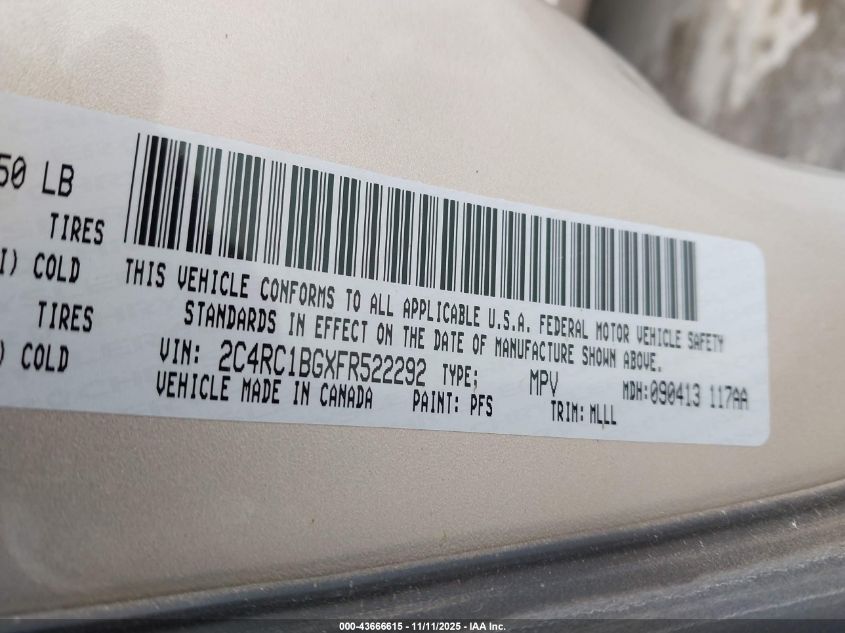 50 LB
TIRES
I) COLD
TIRES
) COLD
THIS VEHICLE CONFORMS TO ALL APPLICABLE U.S.A. FEDERAL MOTOR VEHICLE SAFETY
STANDARDS IN EFFECT ON THE DATE OF MANUFACTURE SHOWN ABOVE.
VIN: 2C4RC1BGXFR522292 TYPE: MPV MDH:090413 117AA
VEHICLE MADE IN CANADA PAINT: PFS TRIM: MLLL
000-43666615 - 11/11/2025 - IAA Inc.